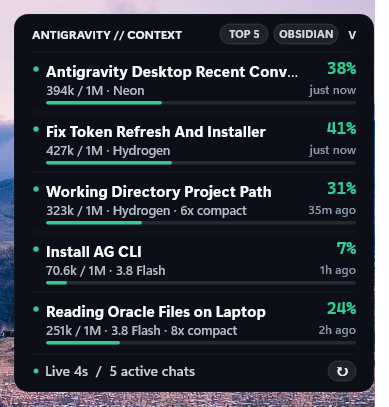 ANTIGRAVITY // CONTEXT TOP 5 OBSIDIAN V
Antigravity Desktop Recent Conv... 38%
394k / 1M · Neon just now
Fix Token Refresh And Installer 41%
427k / 1M · Hydrogen just now
Working Directory Project Path 31%
323k / 1M · Hydrogen · 6x compact 35m ago
Install AG CLI 7%
70.6k / 1M · 3.8 Flash 1h ago
Reading Oracle Files on Laptop 24%
251k / 1M · 3.8 Flash · 8x compact 2h ago
Live 4s / 5 active chats ↻